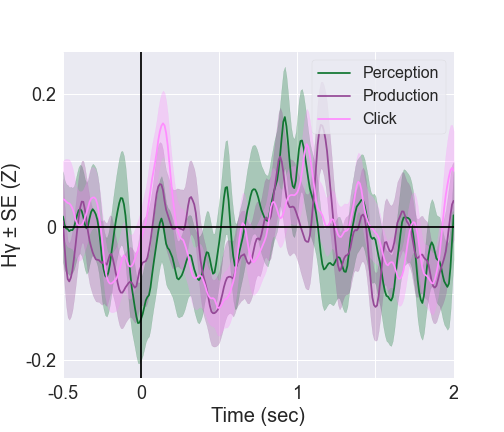 Perception
Production
Click
0.2
0
-0.2
Hγ ± SE (Z)
-0.5 0 1 2
Time (sec)